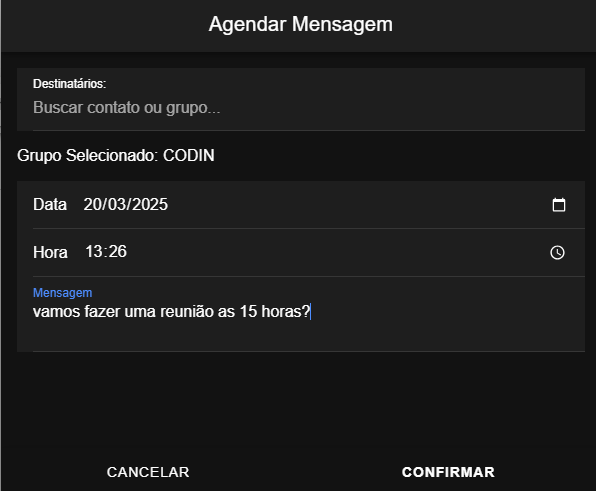 Agendar Mensagem
Destinatários:
Buscar contato ou grupo...
Grupo Selecionado: CODIN
Data 20/03/2025
Hora 13:26
Mensagem
vamos fazer uma reunião as 15 horas?
CANCELAR CONFIRMAR